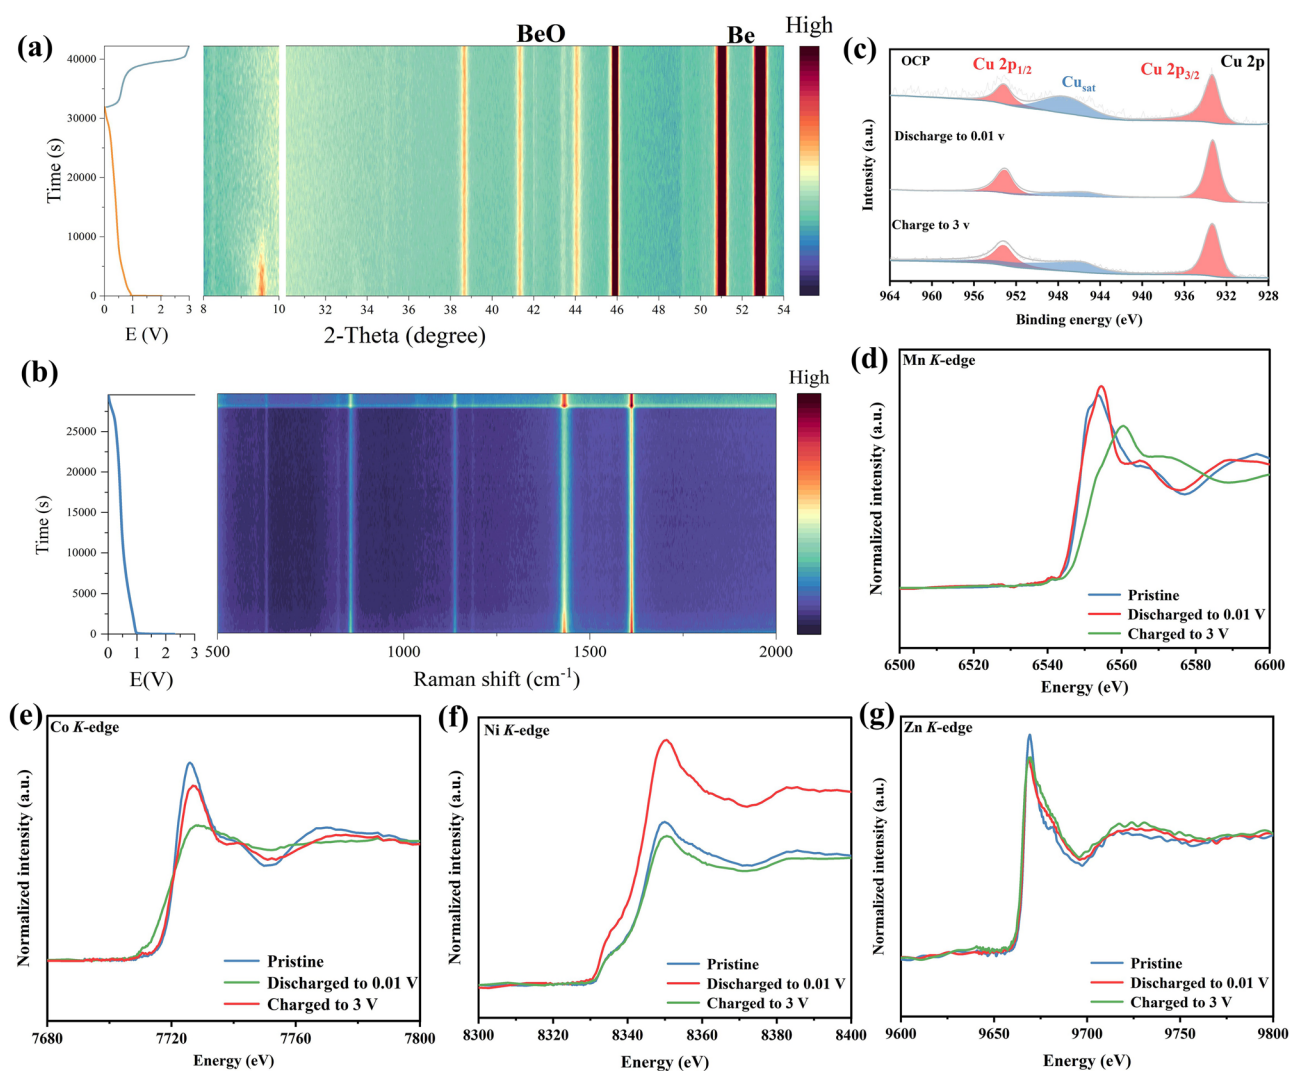 (a)
BeO
Be
High
40000
30000
20000
10000
0
Time (s)
0 1 2 3
E (V)
8 10 32 34 36 38 40 42 44 46 48 50 52 54
2-Theta (degree)
(b)
High
25000
20000
15000
10000
5000
0
Time (s)
0 1 2 3
E(V)
500 1000 1500 2000
Raman shift (cm-1)
(c)
OCP
Cu 2p1/2
Cusat
Cu 2p3/2
Cu 2p
Discharge to 0.01 v
Charge to 3 v
Intensity (a.u.)
964 960 956 952 948 944 940 936 932 928
Binding energy (eV)
(d)
Mn K-edge
Normalized intensity (a.u.)
Pristine
Discharged to 0.01 V
Charged to 3 V
6500 6520 6540 6560 6580 6600
Energy (eV)
(e)
Co K-edge
Normalized intensity (a.u.)
Pristine
Discharged to 0.01 V
Charged to 3 V
7680 7720 7760 7800
Energy (eV)
(f)
Ni K-edge
Normalized intensity (a.u.)
Pristine
Discharged to 0.01 V
Charged to 3 V
8300 8320 8340 8360 8380 8400
Energy (eV)
(g)
Zn K-edge
Normalized intensity (a.u.)
Pristine
Discharged to 0.01 V
Charged to 3 V
9600 9650 9700 9750 9800
Energy (eV)